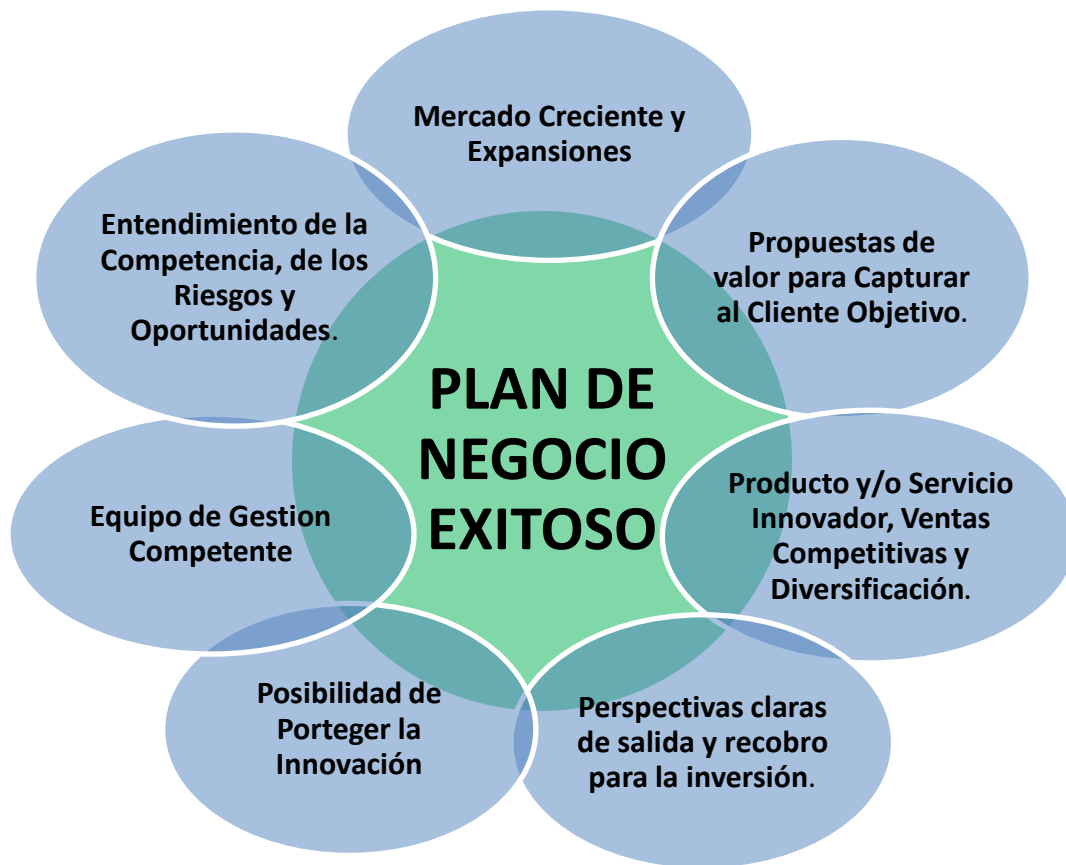 Mercado Creciente y
Expansiones
Propuestas de
valor para Capturar
al Cliente Objetivo.
Producto y/o Servicio
Innovador, Ventas
Competitivas y
Diversificación.
Perspectivas claras
de salida y recobro
para la inversión.
Posibilidad de
Porteger la
Innovación
Equipo de Gestion
Competente
Entendimiento de la
Competencia, de los
Riesgos y
Oportunidades.
PLAN DE
NEGOCIO
EXITOSO